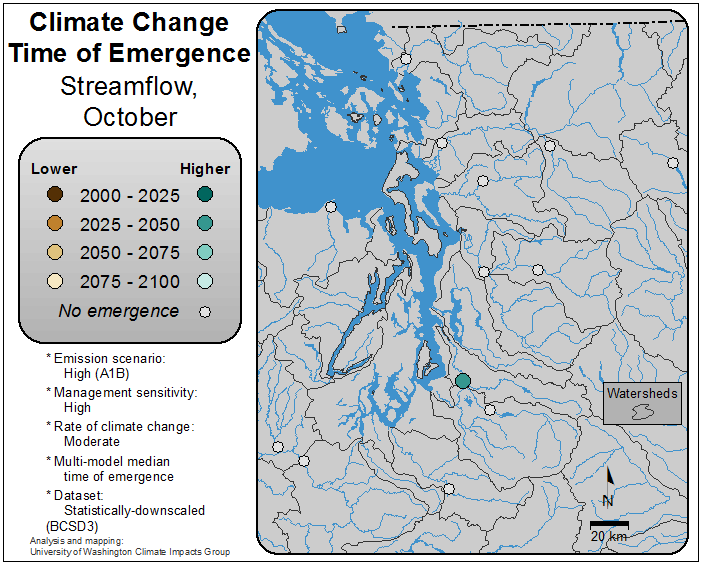 Climate Change
Time of Emergence
Streamflow,
October
Lower Higher
2000 - 2025
2025 - 2050
2050 - 2075
2075 - 2100
No emergence
* Emission scenario:
High (A1B)
* Management sensitivity:
High
* Rate of climate change:
Moderate
* Multi-model median
time of emergence
* Dataset:
Statistically-downscaled
(BCSD3)
Analysis and mapping:
University of Washington Climate Impacts Group
Watersheds
N
20 km